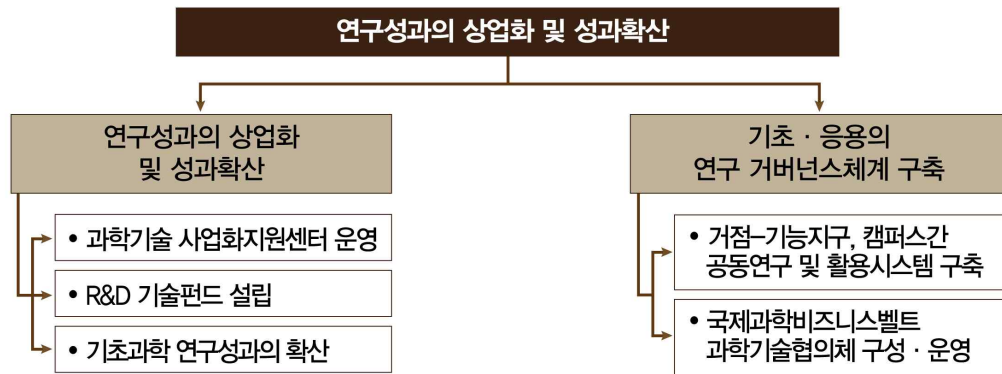 연구성과의 상업화 및 성과확산
연구성과의 상업화
및 성과확산
• 과학기술 사업화지원센터 운영
• R&D 기술펀드 설립
• 기초과학 연구성과의 확산
기초 · 응용의
연구 거버넌스체계 구축
• 거점-기능지구, 캠퍼스간
공동연구 및 활용시스템 구축
• 국제과학비즈니스벨트
과학기술협의체 구성 · 운영